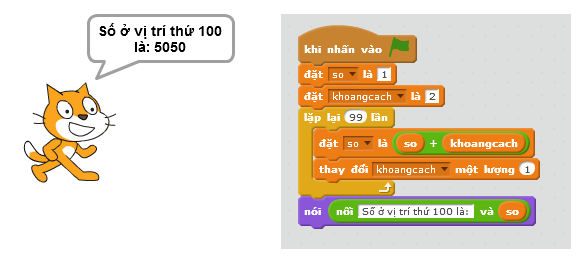 Số ở vị trí thứ 100
là: 5050
khi nhấn vào
đặt so là 1
đặt khoangcach là 2
lặp lại 99 lần
đặt so là so + khoangcach
thay đổi khoangcach một lượng 1
nói nối Số ở vị trí thứ 100 là: và so